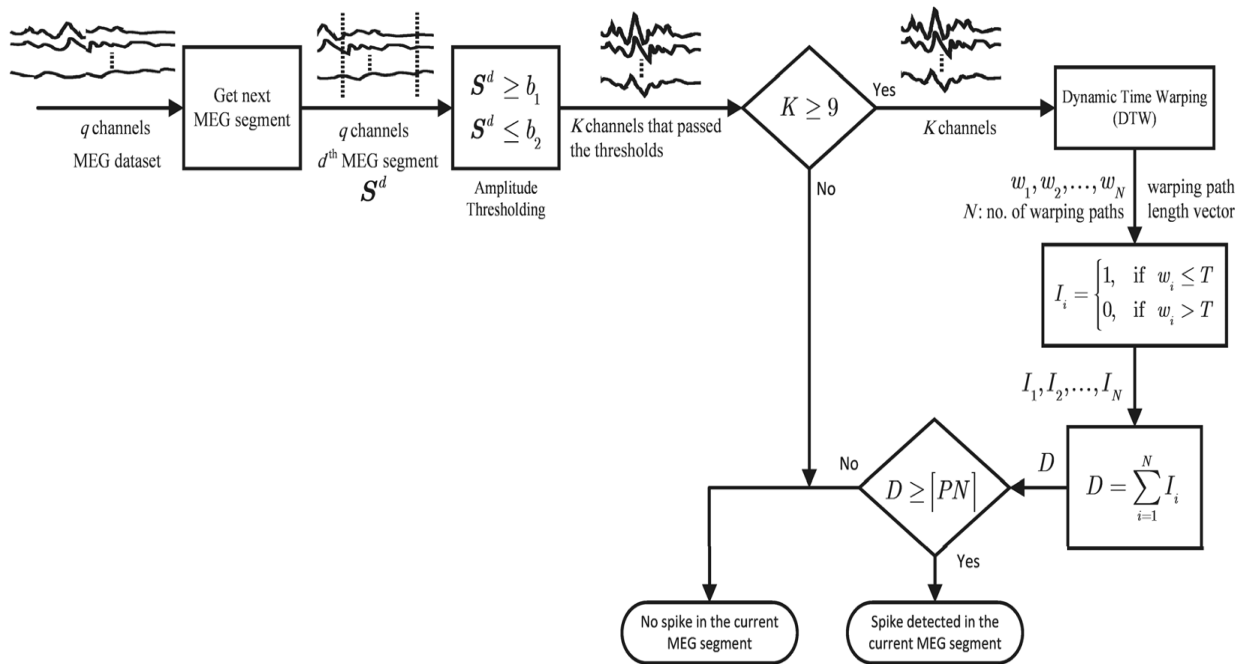 q channels
MEG dataset
Get next
MEG segment
q channels
dth MEG segment
S^d
S^d ≥ b_1
S^d ≤ b_2
Amplitude
Thresholding
K channels that passed
the thresholds
K ≥ 9
Yes
No
K channels
Dynamic Time Warping
(DTW)
w_1, w_2, ..., w_N
N: no. of warping paths
warping path
length vector
I_i = {1, if w_i ≤ T
0, if w_i > T
I_1, I_2, ..., I_N
D = ∑_{i=1}^{N} I_i
D
D ≥ ⌈PN⌉
No
Yes
No spike in the current
MEG segment
Spike detected in the
current MEG segment